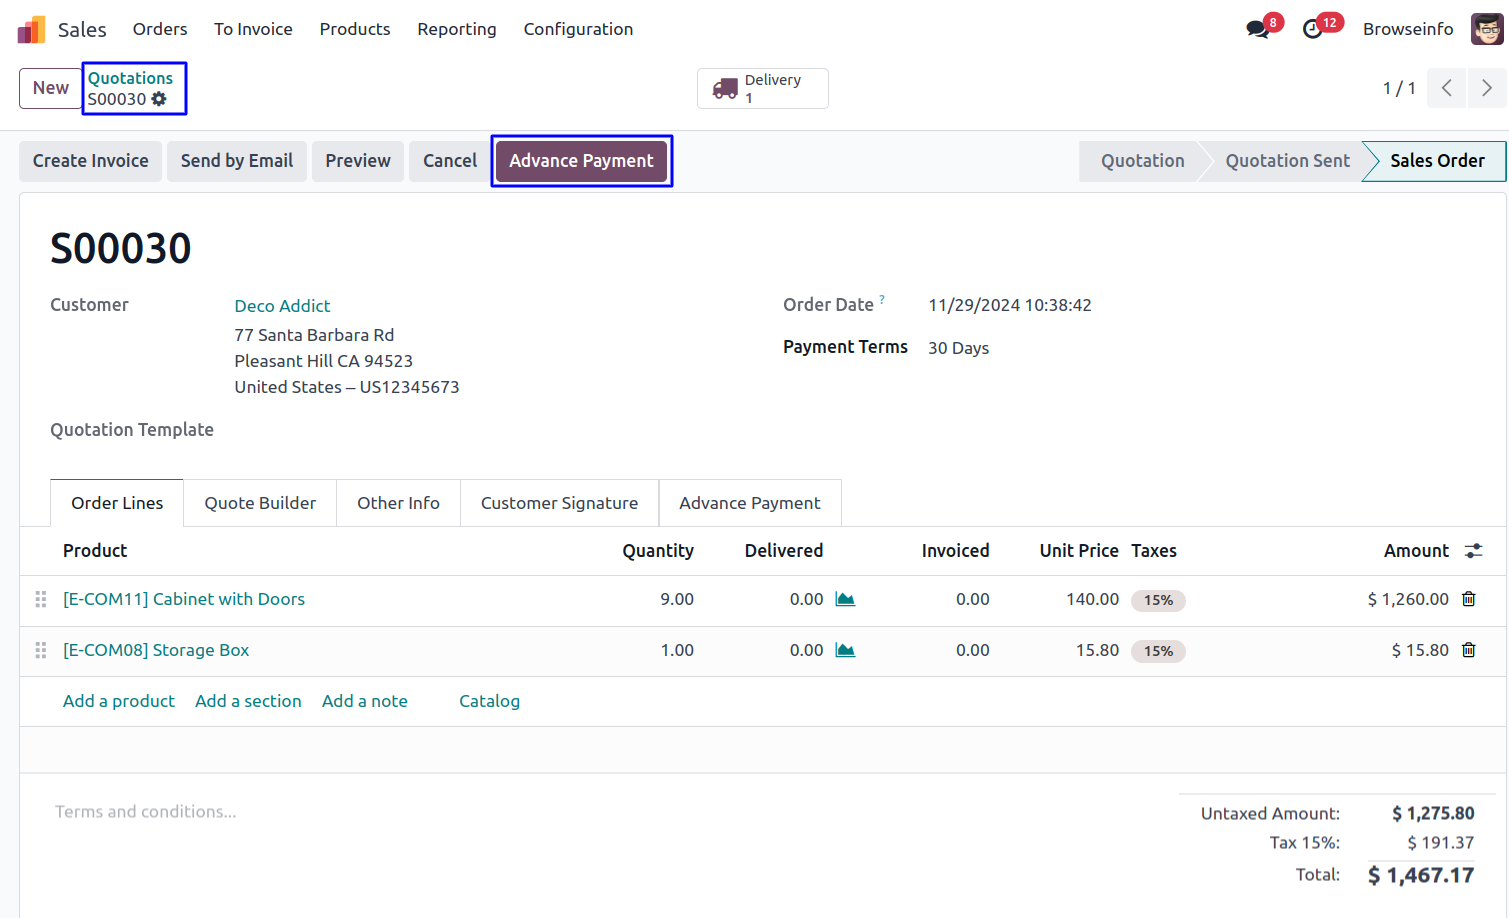 Sales Orders To Invoice Products Reporting Configuration 8 12 Browseinfo
New Quotations
S00030
Delivery
1
1 / 1
Create Invoice Send by Email Preview Cancel Advance Payment Quotation Quotation Sent Sales Order
S00030
Customer Deco Addict
77 Santa Barbara Rd
Pleasant Hill CA 94523
United States – US12345673
Order Date ? 11/29/2024 10:38:42
Payment Terms 30 Days
Quotation Template
Order Lines Quote Builder Other Info Customer Signature Advance Payment
Product Quantity Delivered Invoiced Unit Price Taxes Amount
[E-COM11] Cabinet with Doors 9.00 0.00 0.00 140.00 15% $ 1,260.00
[E-COM08] Storage Box 1.00 0.00 0.00 15.80 15% $ 15.80
Add a product Add a section Add a note Catalog
Terms and conditions...
Untaxed Amount: $ 1,275.80
Tax 15%: $ 191.37
Total: $ 1,467.17